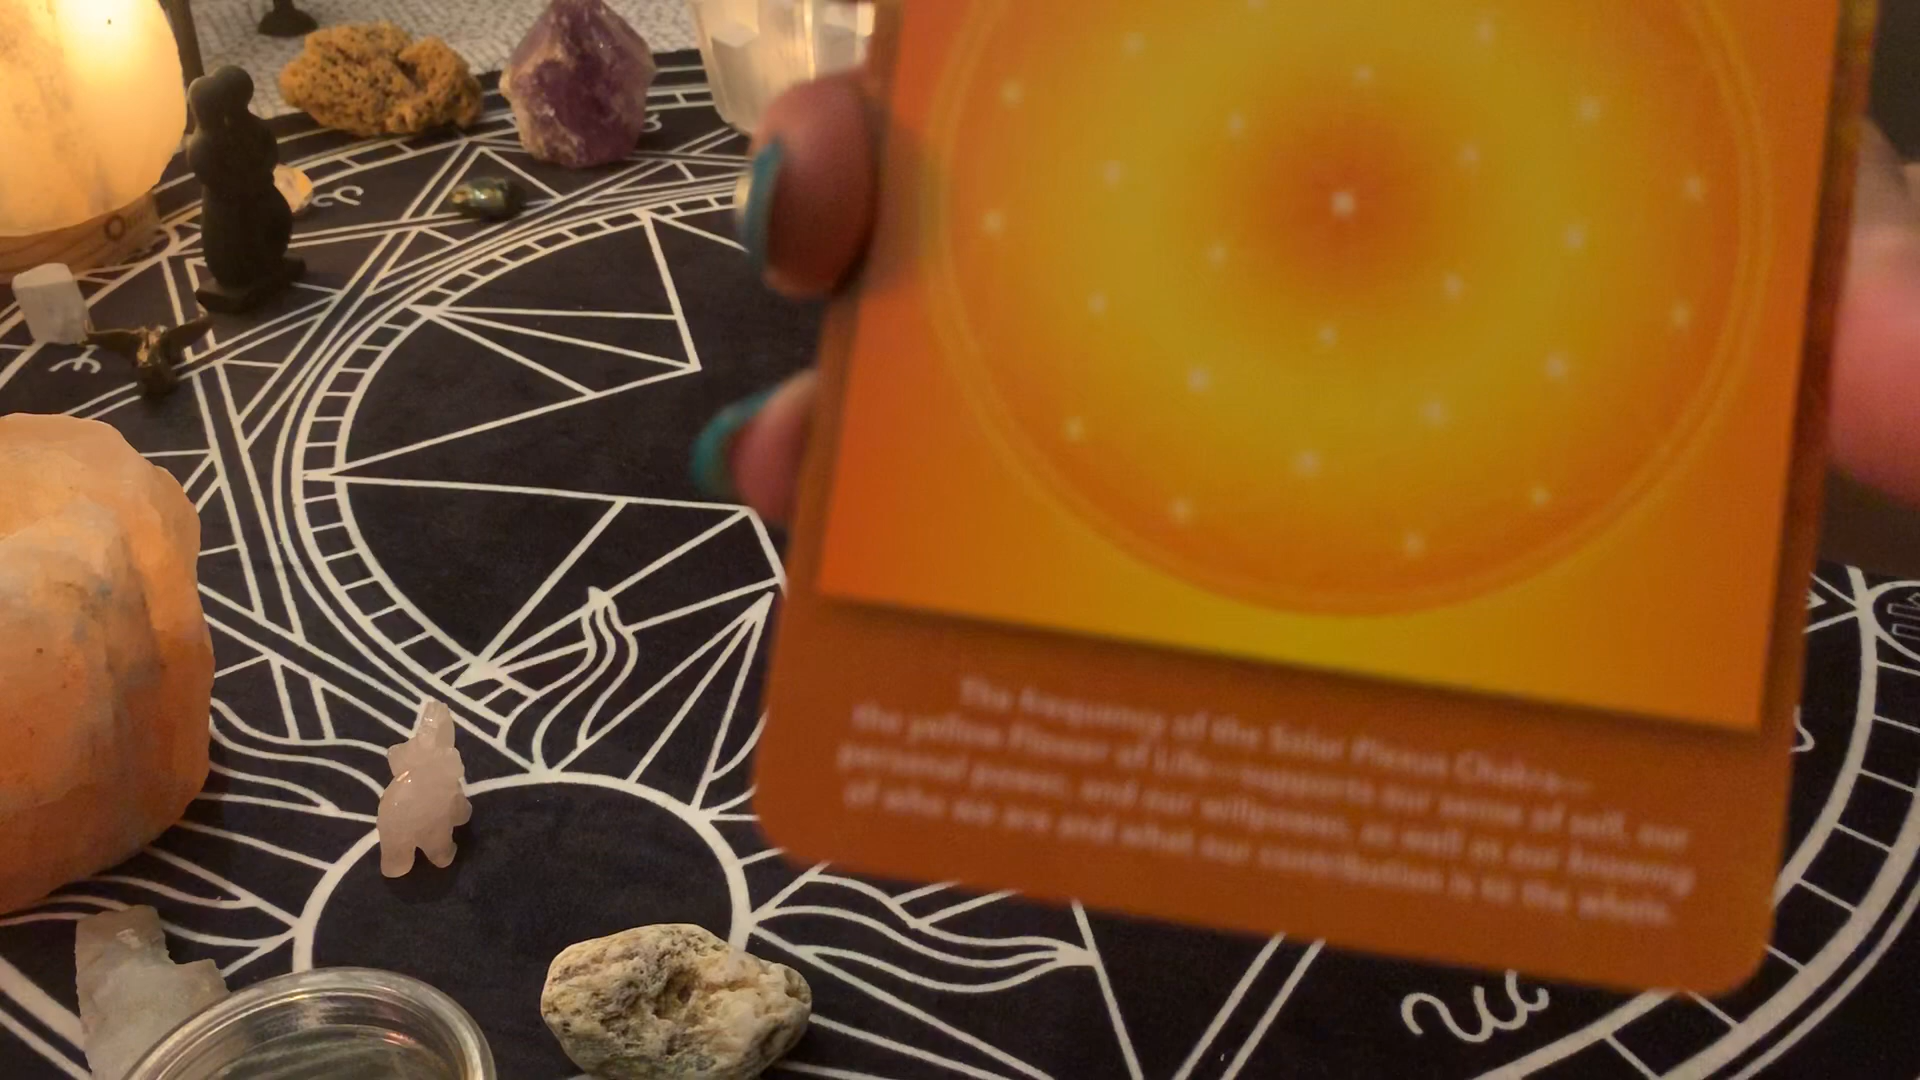 The frequency of the Solar Plexus Chakra—
the yellow Flower of Life—supports our sense of self, our
personal power, and our willpower, as well as our knowing
of who we are and what our contribution is to the whole.